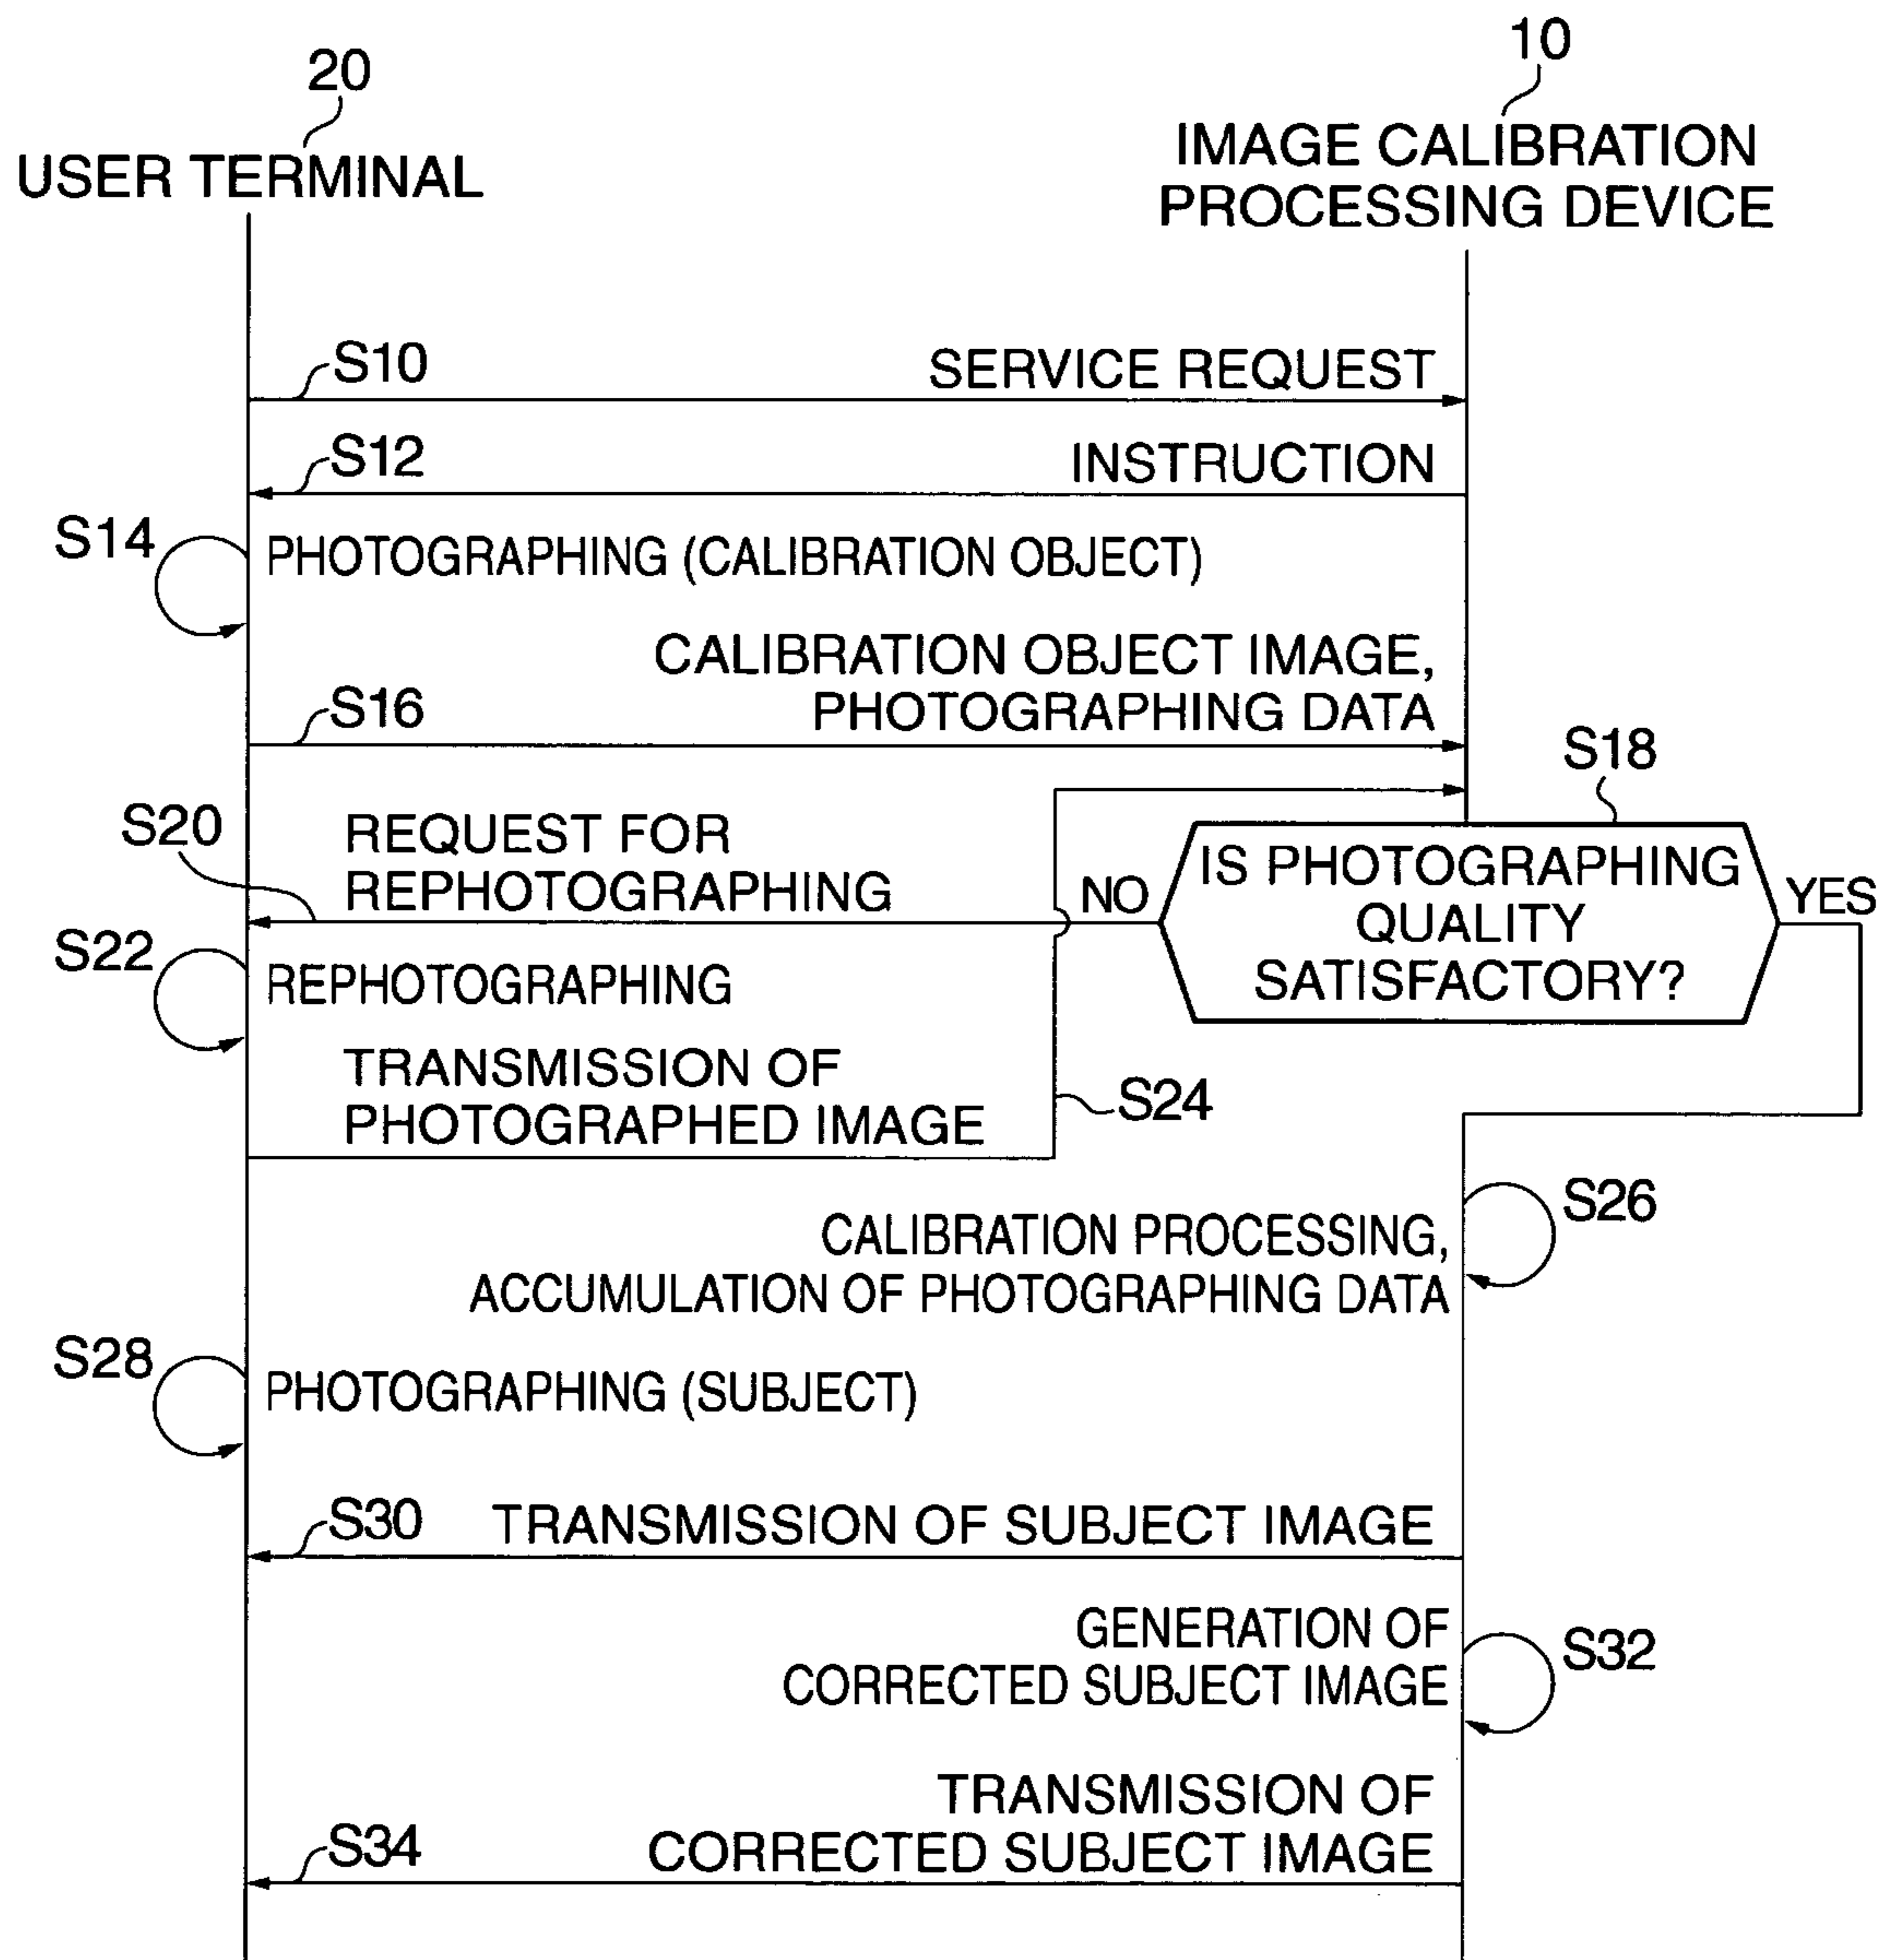 20
10
USER TERMINAL
IMAGE CALIBRATION
PROCESSING DEVICE
S10
SERVICE REQUEST
S12
INSTRUCTION
S14
PHOTOGRAPHING (CALIBRATION OBJECT)
CALIBRATION OBJECT IMAGE,
PHOTOGRAPHING DATA
S16
S18
S20
REQUEST FOR
REPHOTOGRAPHING
NO
IS PHOTOGRAPHING
QUALITY
SATISFACTORY?
YES
S22
REPHOTOGRAPHING
TRANSMISSION OF
PHOTOGRAPHED IMAGE
S24
S26
CALIBRATION PROCESSING,
ACCUMULATION OF PHOTOGRAPHING DATA
S28
PHOTOGRAPHING (SUBJECT)
S30
TRANSMISSION OF SUBJECT IMAGE
GENERATION OF
CORRECTED SUBJECT IMAGE
S32
TRANSMISSION OF
CORRECTED SUBJECT IMAGE
S34